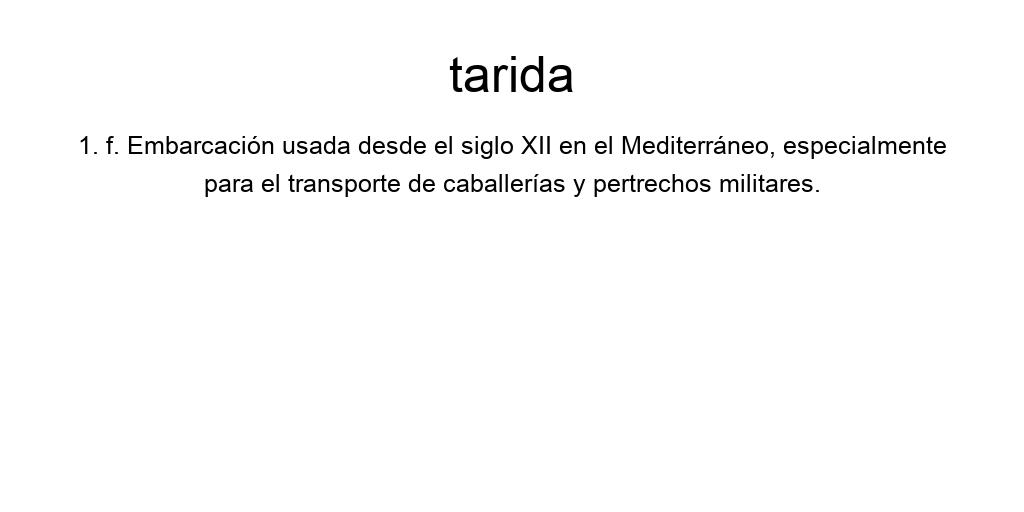 tarida
1. f. Embarcación usada desde el siglo XII en el Mediterráneo, especialmente
para el transporte de caballerías y pertrechos militares.